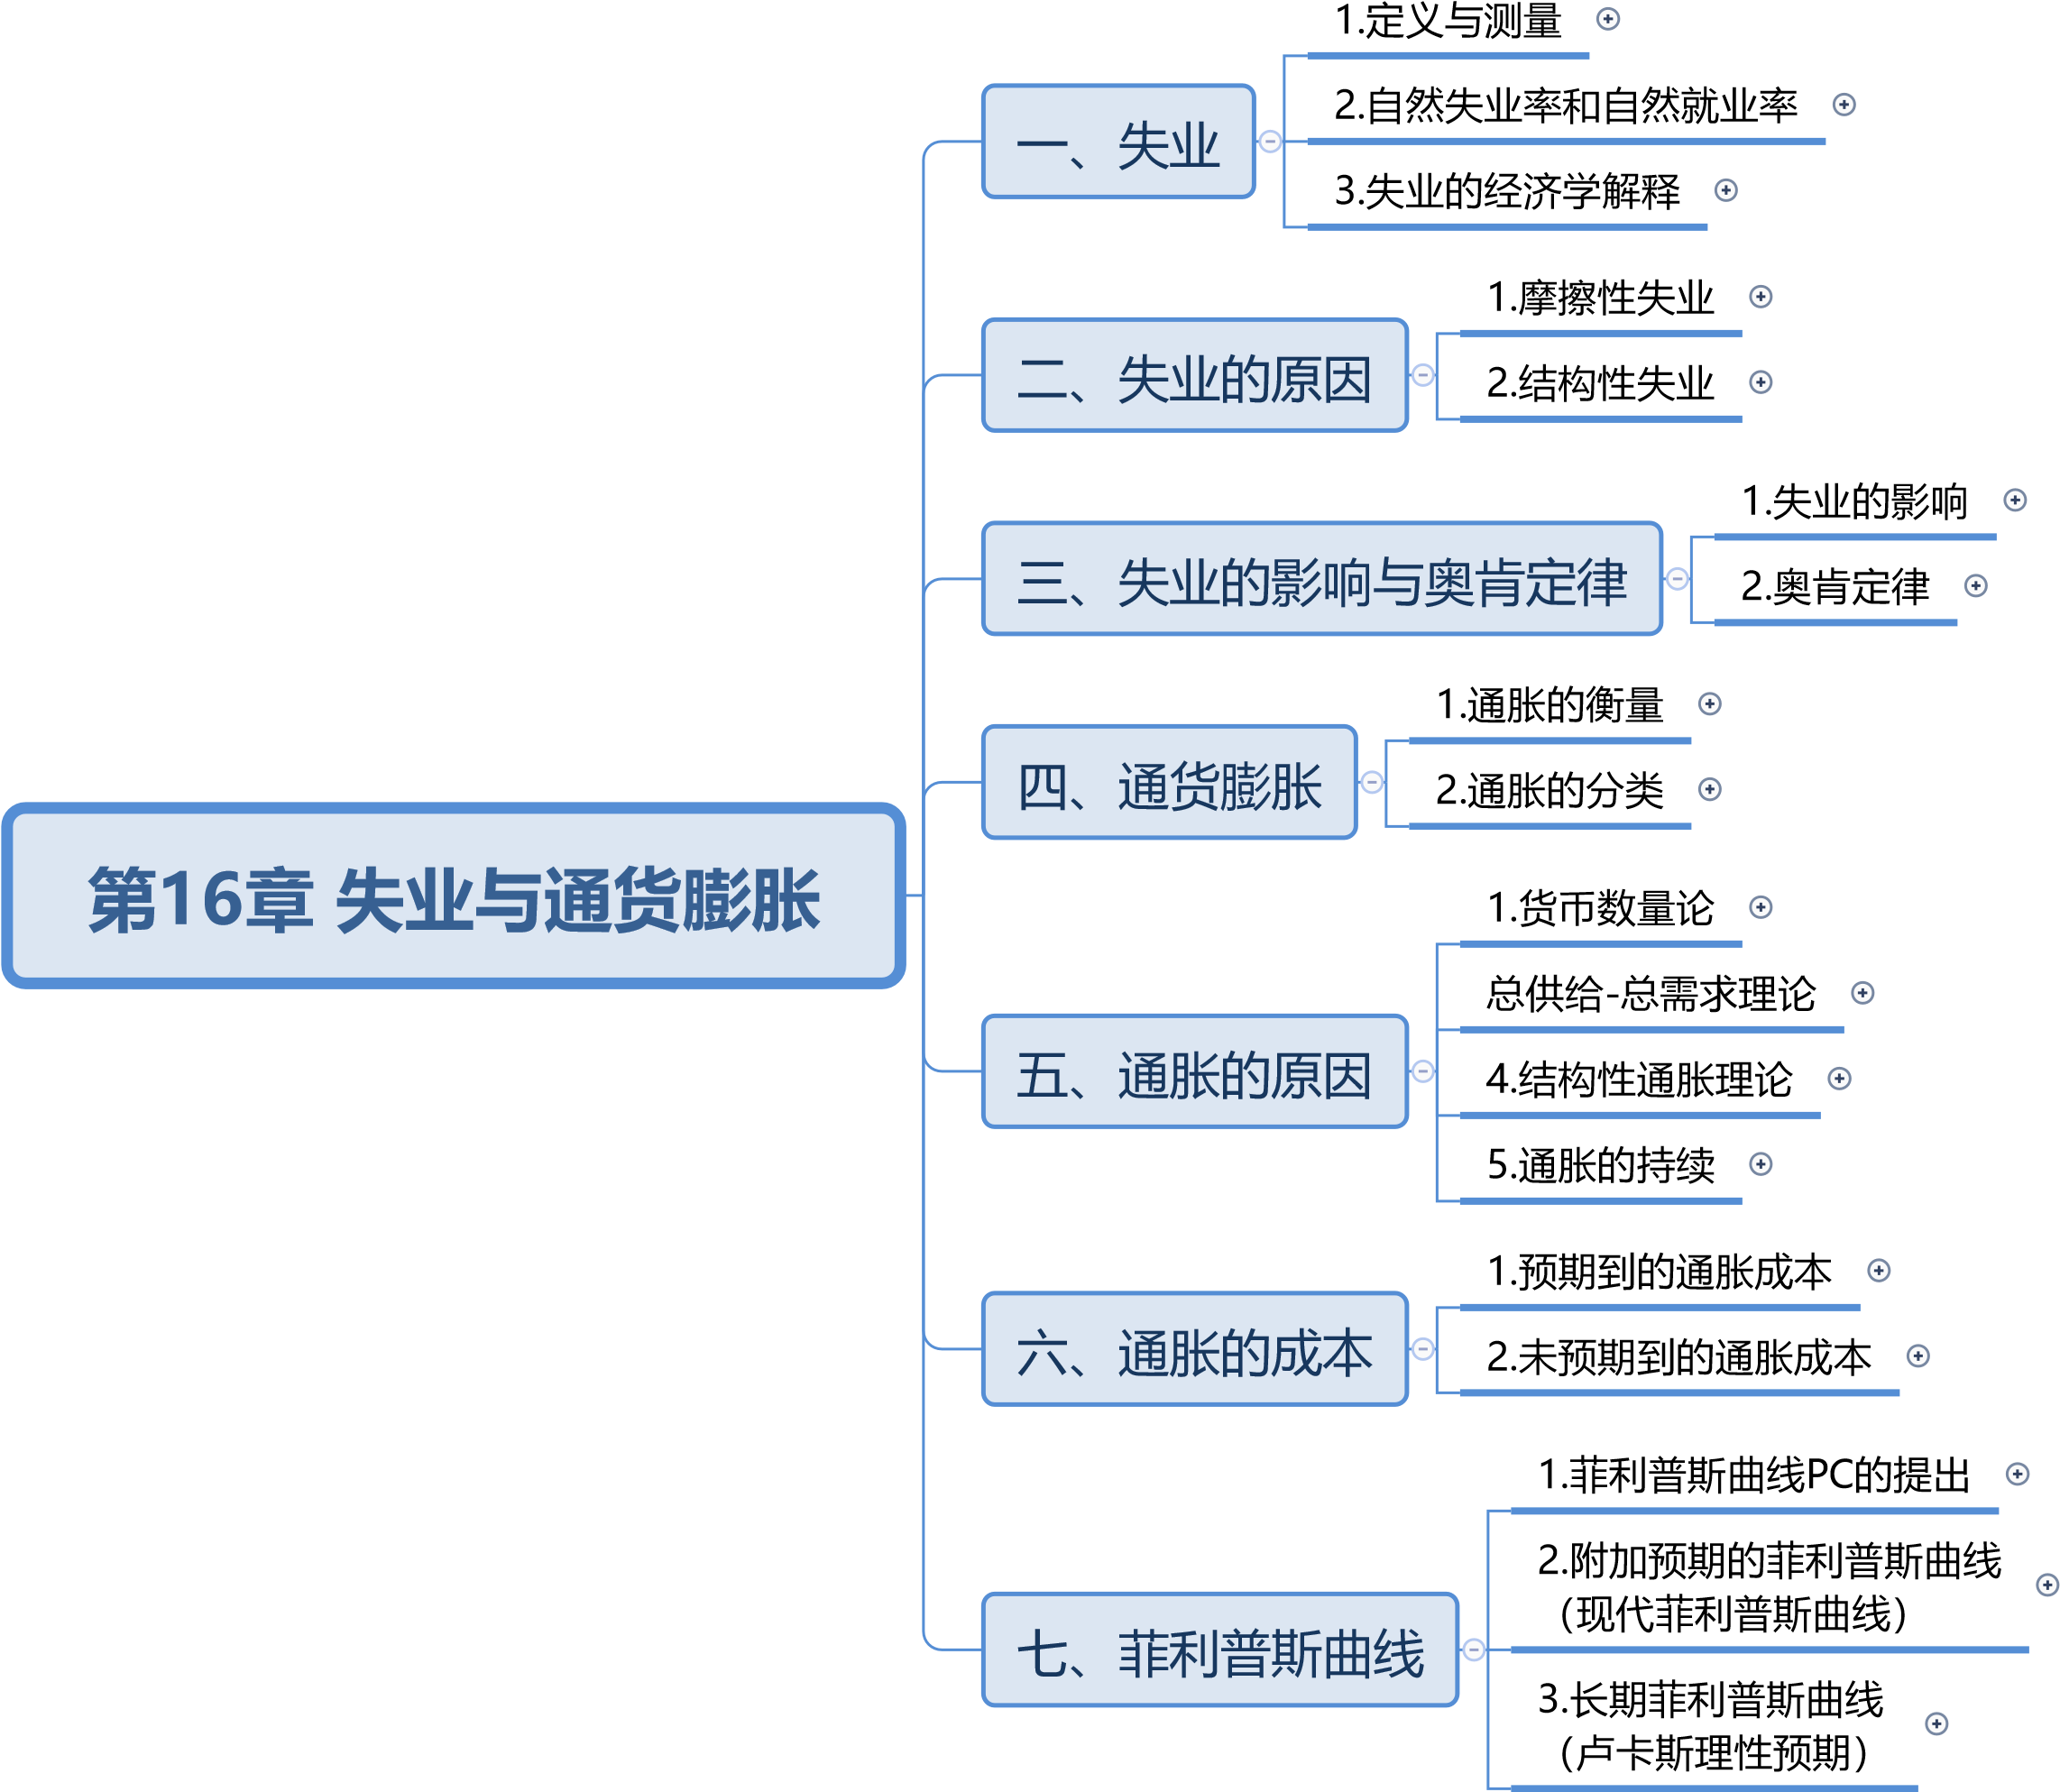 第16章 失业与通货膨胀
一、失业
1.定义与测量
2.自然失业率和自然就业率
3.失业的经济学解释
二、失业的原因
1.摩擦性失业
2.结构性失业
三、失业的影响与奥肯定律
1.失业的影响
2.奥肯定律
四、通货膨胀
1.通胀的衡量
2.通胀的分类
五、通胀的原因
1.货币数量论
总供给-总需求理论
4.结构性通胀理论
5.通胀的持续
六、通胀的成本
1.预期到的通胀成本
2.未预期到的通胀成本
七、菲利普斯曲线
1.菲利普斯曲线PC的提出
2.附加预期的菲利普斯曲线
（现代菲利普斯曲线）
3.长期菲利普斯曲线
（卢卡斯理性预期）